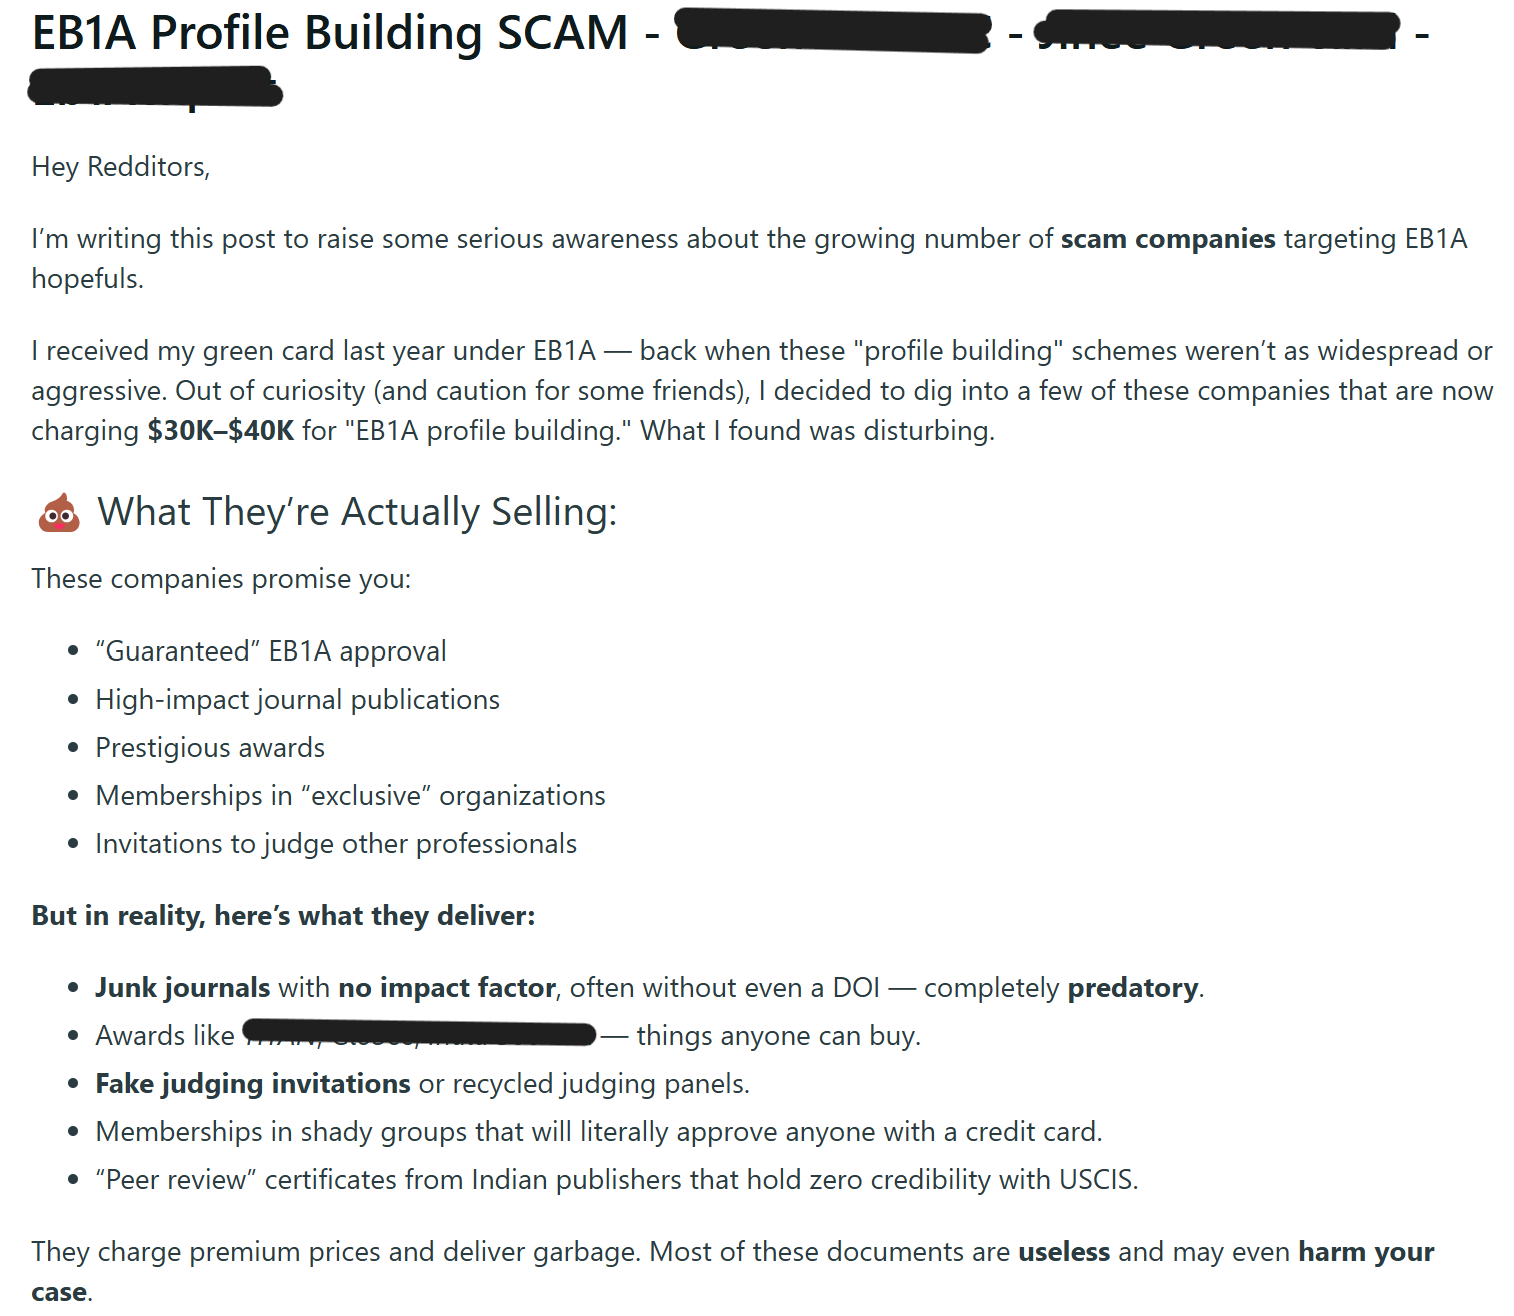 EB1A Profile Building SCAM - - -
Hey Redditors,
I’m writing this post to raise some serious awareness about the growing number of scam companies targeting EB1A
hopefuls.
I received my green card last year under EB1A — back when these "profile building" schemes weren’t as widespread or
aggressive. Out of curiosity (and caution for some friends), I decided to dig into a few of these companies that are now
charging $30K–$40K for "EB1A profile building." What I found was disturbing.
💩 What They’re Actually Selling:
These companies promise you:
• “Guaranteed” EB1A approval
• High-impact journal publications
• Prestigious awards
• Memberships in “exclusive” organizations
• Invitations to judge other professionals
But in reality, here’s what they deliver:
• Junk journals with no impact factor, often without even a DOI — completely predatory.
• Awards like — things anyone can buy.
• Fake judging invitations or recycled judging panels.
• Memberships in shady groups that will literally approve anyone with a credit card.
• “Peer review” certificates from Indian publishers that hold zero credibility with USCIS.
They charge premium prices and deliver garbage. Most of these documents are useless and may even harm your
case.